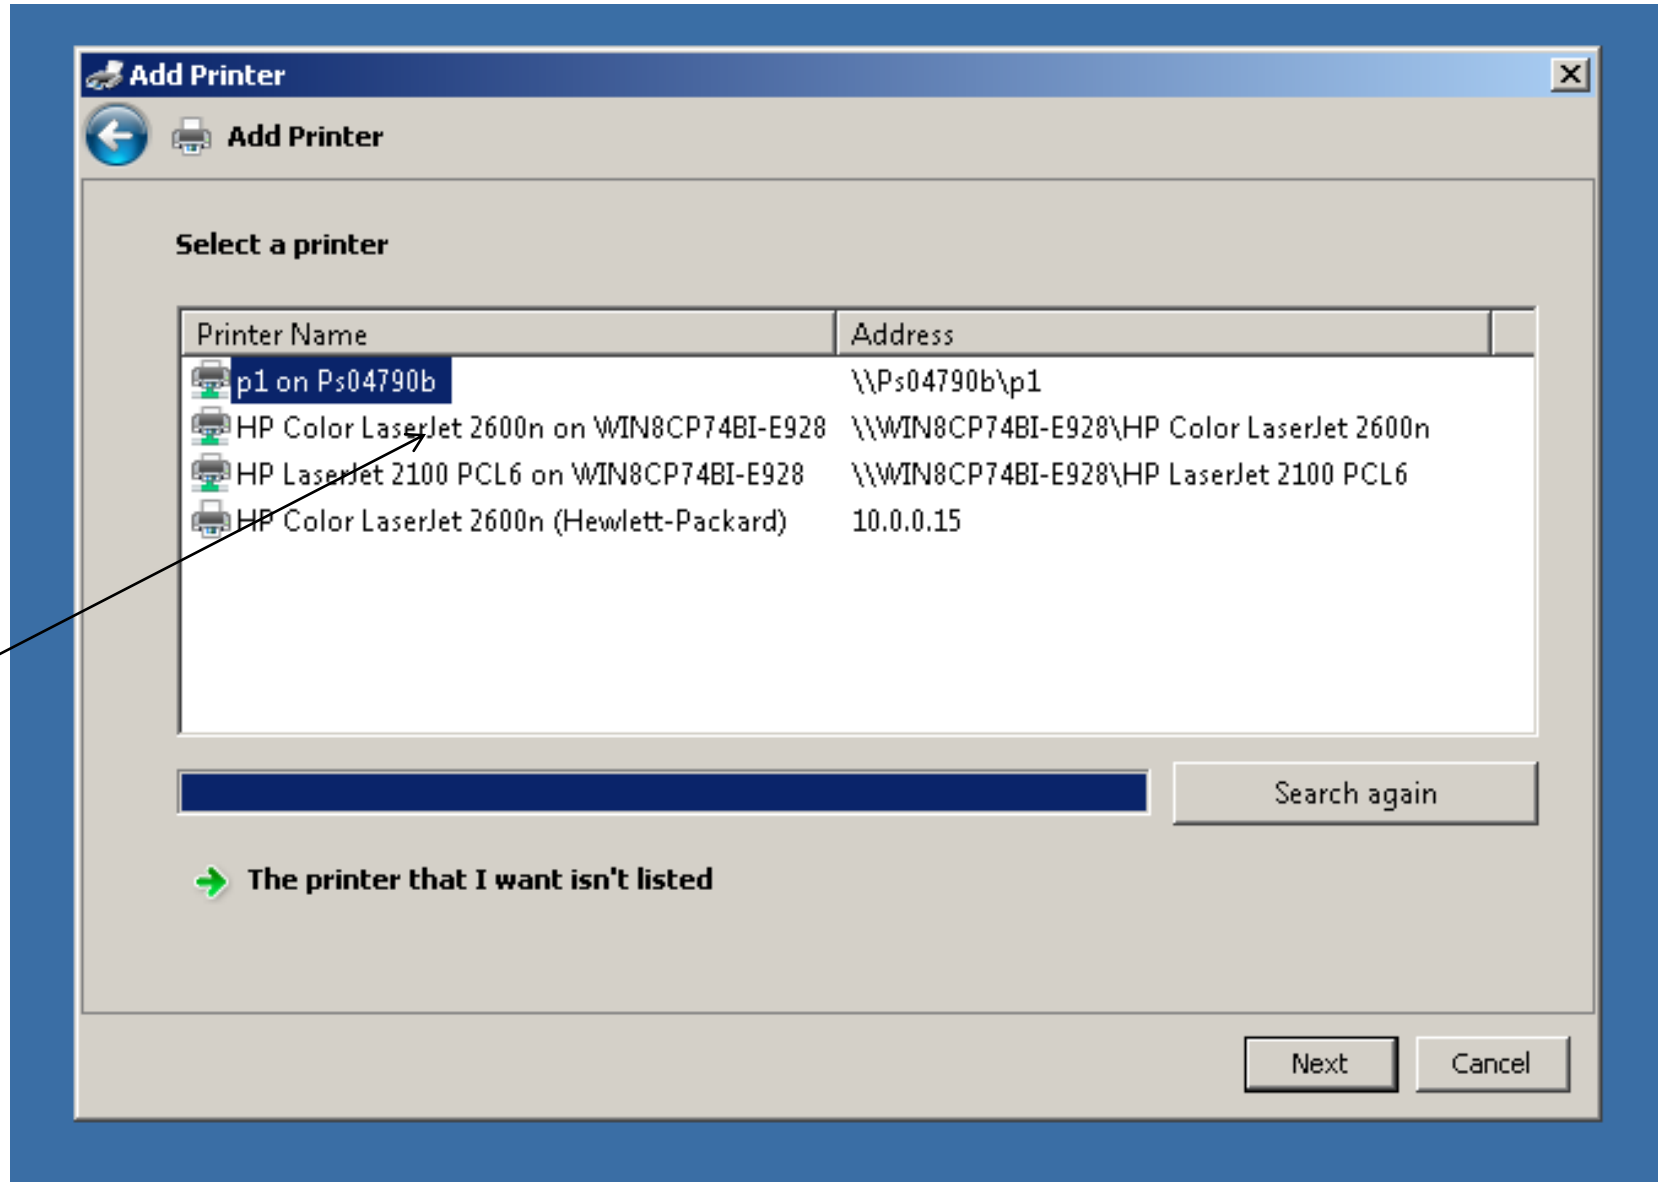 Add Printer
Add Printer
Select a printer
Printer Name Address
p1 on Ps04790b \\Ps04790b\p1
HP Color LaserJet 2600n on WIN8CP74BI-E928 \\WIN8CP74BI-E928\HP Color LaserJet 2600n
HP LaserJet 2100 PCL6 on WIN8CP74BI-E928 \\WIN8CP74BI-E928\HP LaserJet 2100 PCL6
HP Color LaserJet 2600n (Hewlett-Packard) 10.0.0.15
Search again
The printer that I want isn't listed
Next Cancel